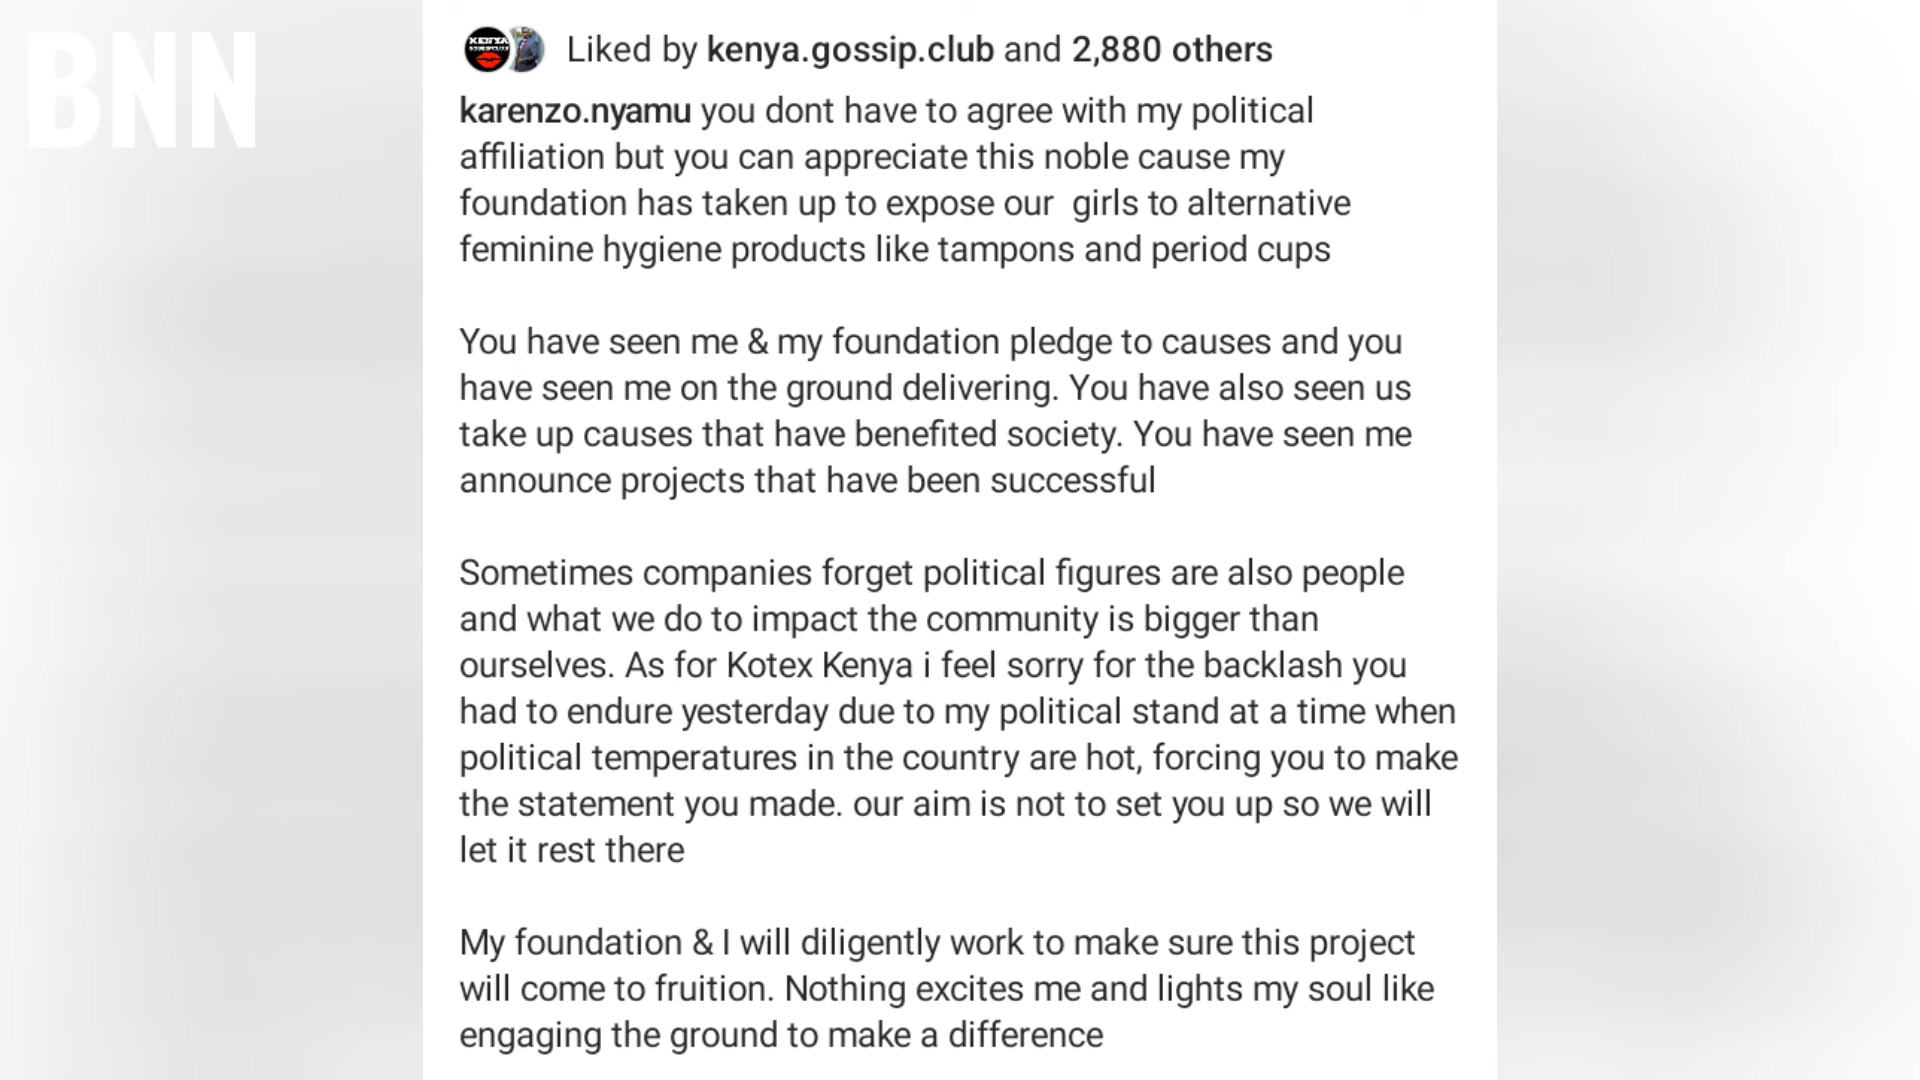 BNN
KENYA
Liked by kenya.gossip.club and 2,880 others
karenzo.nyamu you dont have to agree with my political
affiliation but you can appreciate this noble cause my
foundation has taken up to expose our  girls to alternative
feminine hygiene products like tampons and period cups
You have seen me & my foundation pledge to causes and you
have seen me on the ground delivering. You have also seen us
take up causes that have benefited society. You have seen me
announce projects that have been successful
Sometimes companies forget political figures are also people
and what we do to impact the community is bigger than
ourselves. As for Kotex Kenya i feel sorry for the backlash you
had to endure yesterday due to my political stand at a time when
political temperatures in the country are hot, forcing you to make
the statement you made. our aim is not to set you up so we will
let it rest there
My foundation & I will diligently work to make sure this project
will come to fruition. Nothing excites me and lights my soul like
engaging the ground to make a difference